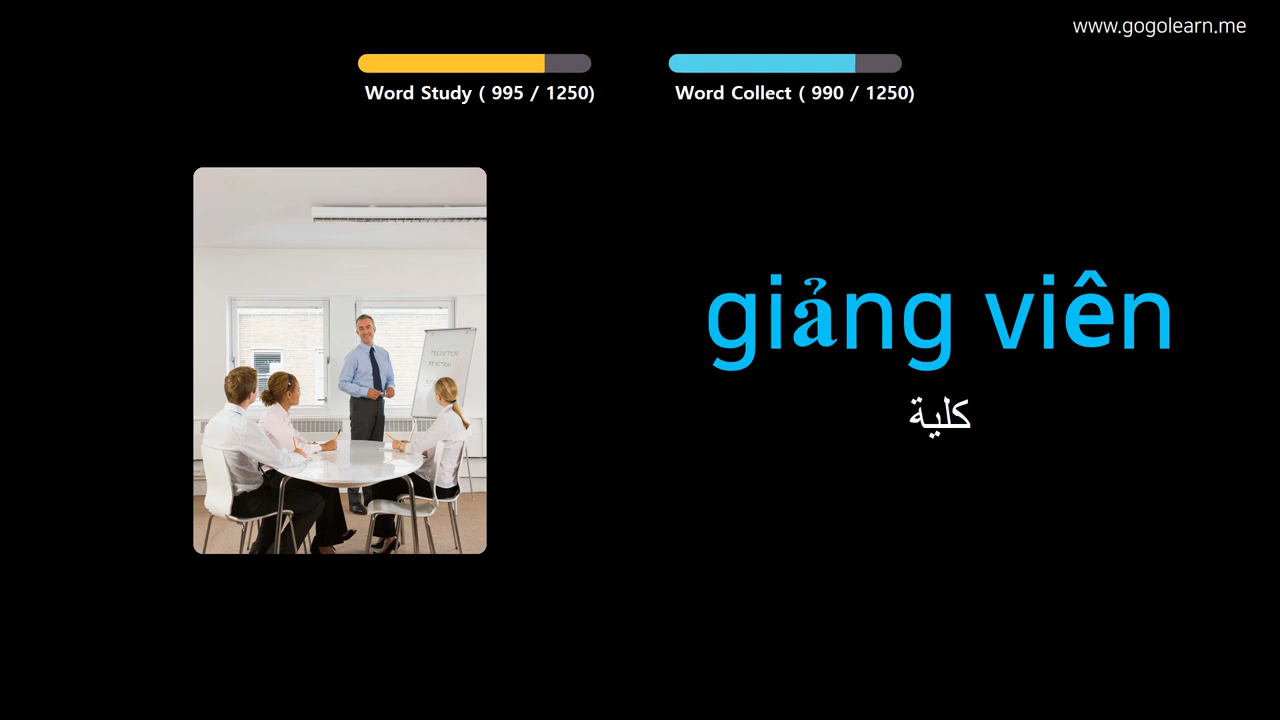 www.gogolearn.me
Word Study ( 995 / 1250)
Word Collect ( 990 / 1250)
giảng viên
كلية